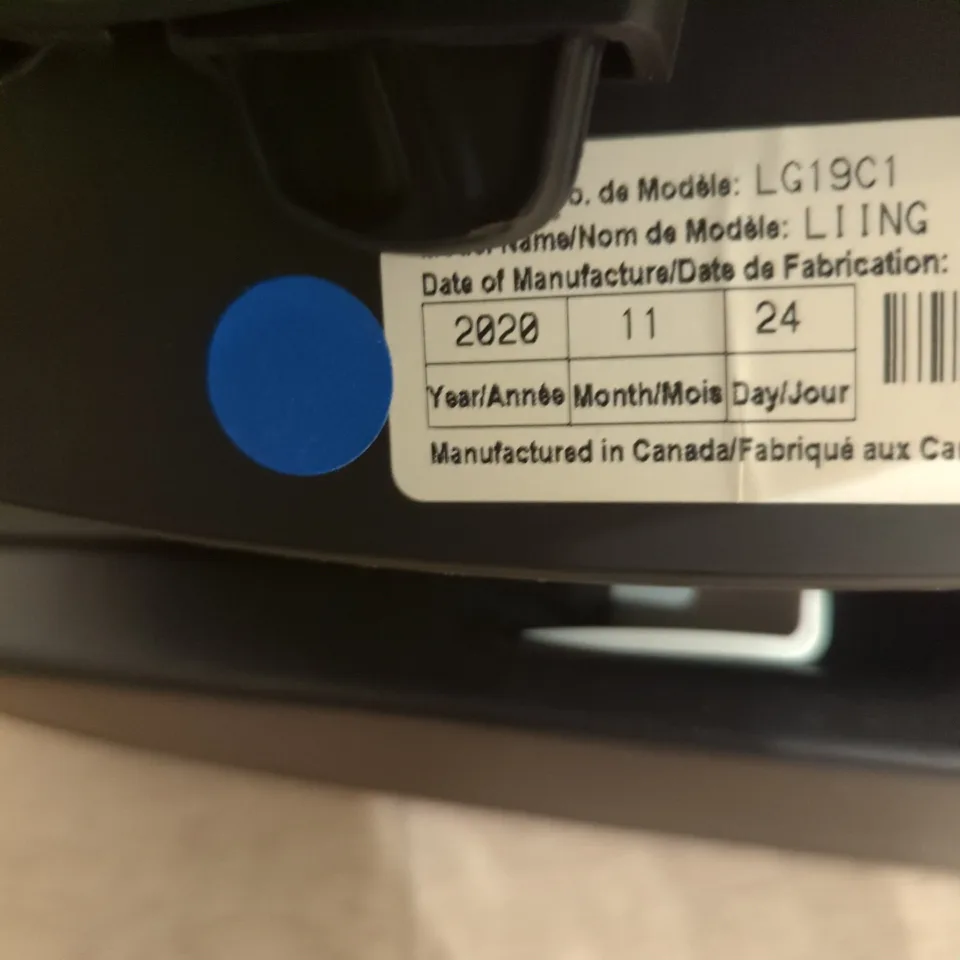 de Modèle: LG19C1
Name/Nom de Modèle: LIING
Date of Manufacture/Date de Fabrication:
2020 11 24
Year/Année Month/Mois Day/Jour
Manufactured in Canada/Fabriqué aux